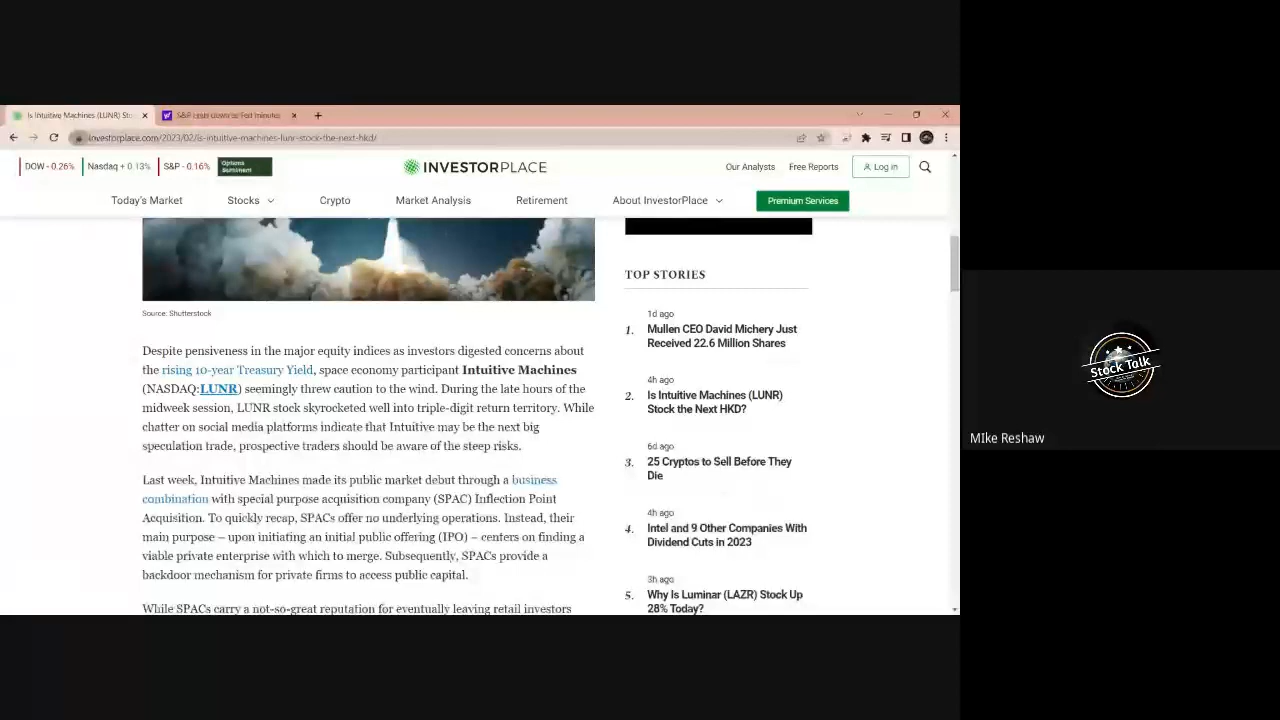 Is Intuitive Machines (LUNR) Sto
investorplace.com/2023/02/is-intuitive-machines-lunr-stock-the-next-hkd/
DOW - 0.26% Nasdaq + 0.13% S&P - 0.16%
INVESTORPLACE
Our Analysts Free Reports Log in
Today's Market Stocks Crypto Market Analysis Retirement About InvestorPlace Premium Services
Source: Shutterstock
Despite pensiveness in the major equity indices as investors digested concerns about
the rising 10-year Treasury Yield, space economy participant Intuitive Machines
(NASDAQ:LUNR) seemingly threw caution to the wind. During the late hours of the
midweek session, LUNR stock skyrocketed well into triple-digit return territory. While
chatter on social media platforms indicate that Intuitive may be the next big
speculation trade, prospective traders should be aware of the steep risks.
Last week, Intuitive Machines made its public market debut through a business
combination with special purpose acquisition company (SPAC) Inflection Point
Acquisition. To quickly recap, SPACs offer no underlying operations. Instead, their
main purpose – upon initiating an initial public offering (IPO) – centers on finding a
viable private enterprise with which to merge. Subsequently, SPACs provide a
backdoor mechanism for private firms to access public capital.
While SPACs carry a not-so-great reputation for eventually leaving retail investors
TOP STORIES
1d ago
1. Mullen CEO David Michery Just
Received 22.6 Million Shares
4h ago
2. Is Intuitive Machines (LUNR)
Stock the Next HKD?
6d ago
3. 25 Cryptos to Sell Before They
Die
4h ago
4. Intel and 9 Other Companies With
Dividend Cuts in 2023
3h ago
5. Why Is Luminar (LAZR) Stock Up
28% Today?
Stock Talk
MIke Reshaw